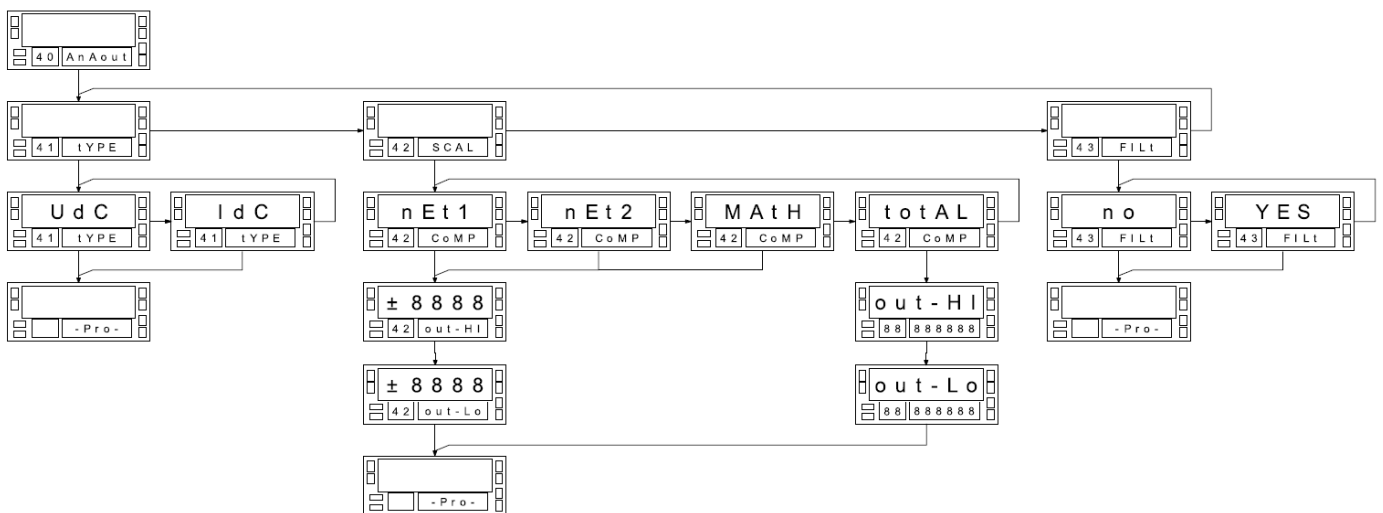 40 AnAout
41 tYPE
42 SCAL
43 FILt
UdC
41 tYPE
IdC
41 tYPE
nEt1
42 CoMP
nEt2
42 CoMP
MAtH
42 CoMP
totAL
42 CoMP
no
43 FILt
YES
43 FILt
-Pro-
± 8888
42 out-HI
out-HI
88 888888
-Pro-
± 8888
42 out-Lo
out-Lo
88 888888
-Pro-